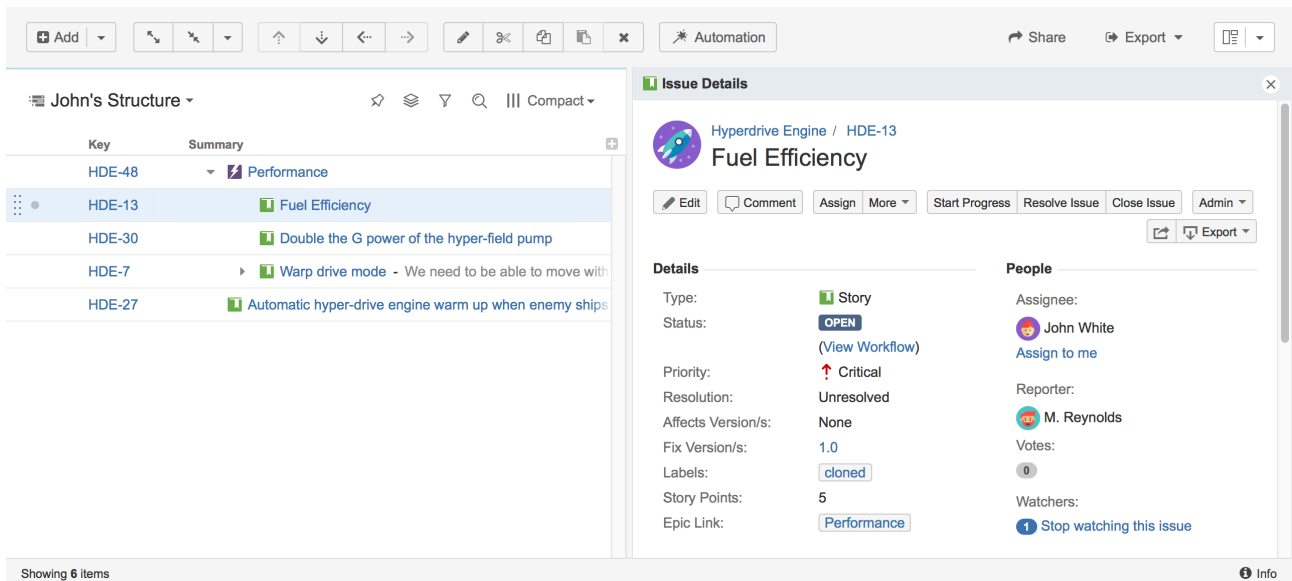 Add
Automation
Share
Export
John's Structure
Compact
Key Summary
HDE-48 Performance
HDE-13 Fuel Efficiency
HDE-30 Double the G power of the hyper-field pump
HDE-7 Warp drive mode - We need to be able to move with
HDE-27 Automatic hyper-drive engine warm up when enemy ships
Issue Details
Hyperdrive Engine / HDE-13
Fuel Efficiency
Edit Comment Assign More Start Progress Resolve Issue Close Issue Admin
Export
Details
Type: Story
Status: OPEN
(View Workflow)
Priority: Critical
Resolution: Unresolved
Affects Version/s: None
Fix Version/s: 1.0
Labels: cloned
Story Points: 5
Epic Link: Performance
People
Assignee:
John White
Assign to me
Reporter:
M. Reynolds
Votes:
0
Watchers:
1 Stop watching this issue
Showing 6 items
Info